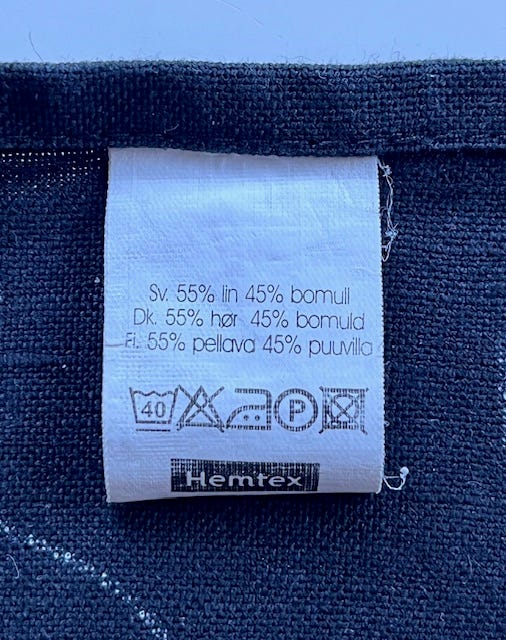 Sv. 55% lin 45% bomull
Dk. 55% hør 45% bomuld
Fi. 55% pellava 45% puuvilla
40 P
Hemtex